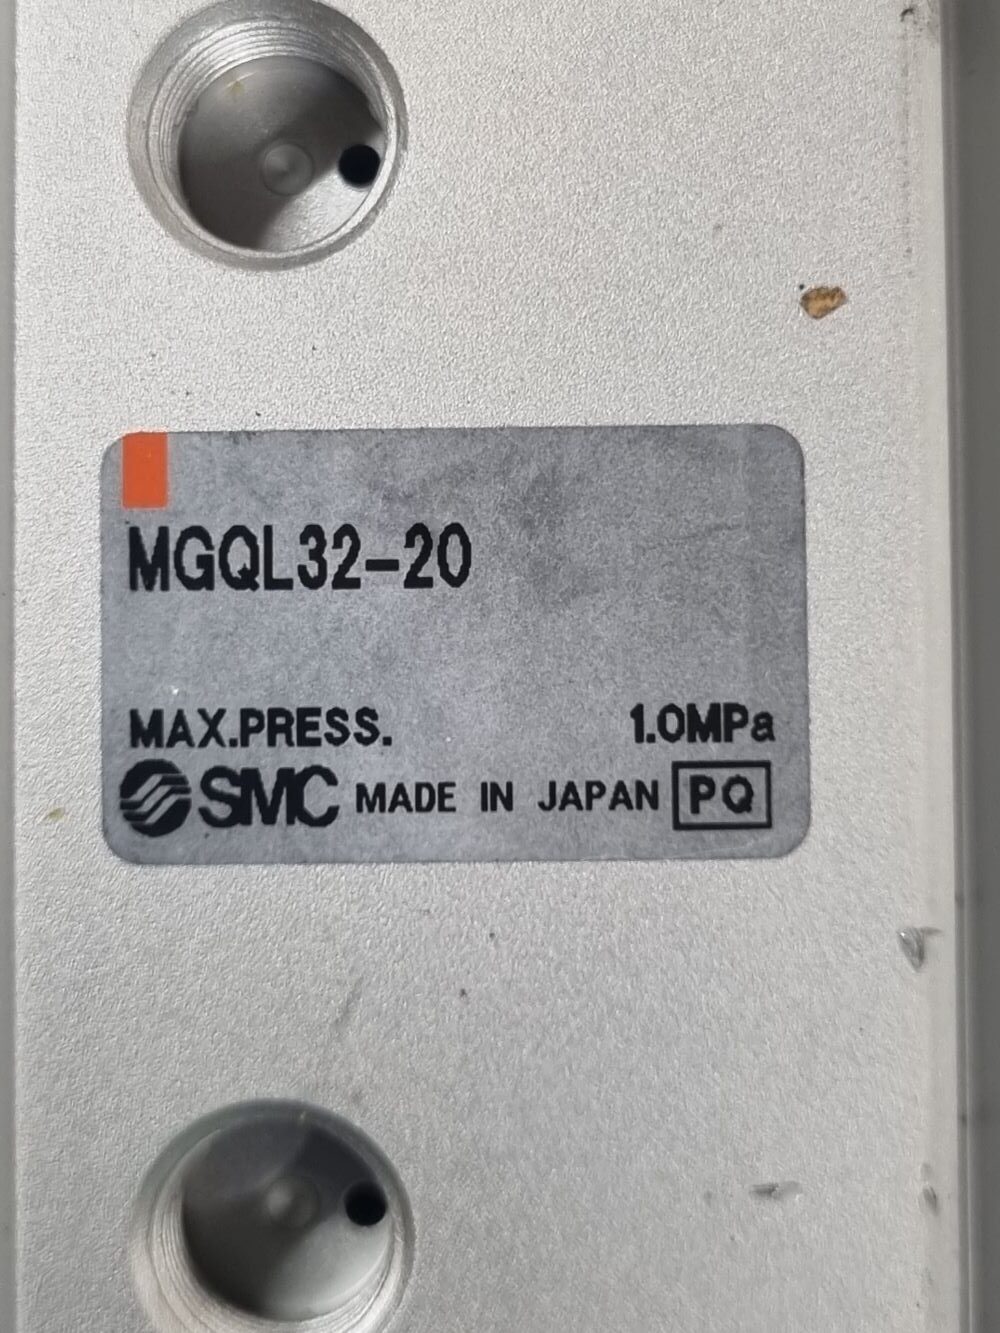 MGQL32-20
MAX.PRESS. 1.0MPa
SMC MADE IN JAPAN PQ